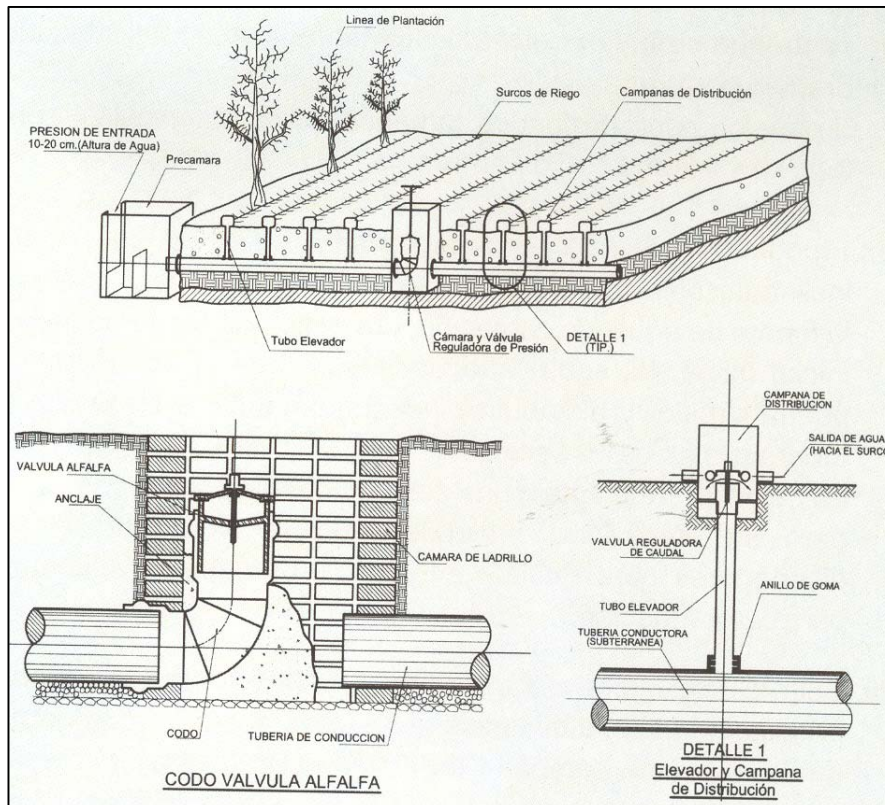 Linea de Plantación
Surcos de Riego
Campanas de Distribución
PRESION DE ENTRADA
10-20 cm.(Altura de Agua)
Precamara
Tubo Elevador
Cámara y Válvula
Reguladora de Presión
DETALLE 1
(TIP.)
VALVULA ALFALFA
ANCLAJE
CAMARA DE LADRILLO
CODO
TUBERIA DE CONDUCCION
CODO VALVULA ALFALFA
CAMPANA DE
DISTRIBUCION
SALIDA DE AGUA
(HACIA EL SURCO
VALVULA REGULADORA
DE CAUDAL
TUBO ELEVADOR
ANILLO DE GOMA
TUBERIA CONDUCTORA
(SUBTERRANEA)
DETALLE 1
Elevador y Campana
de Distribución